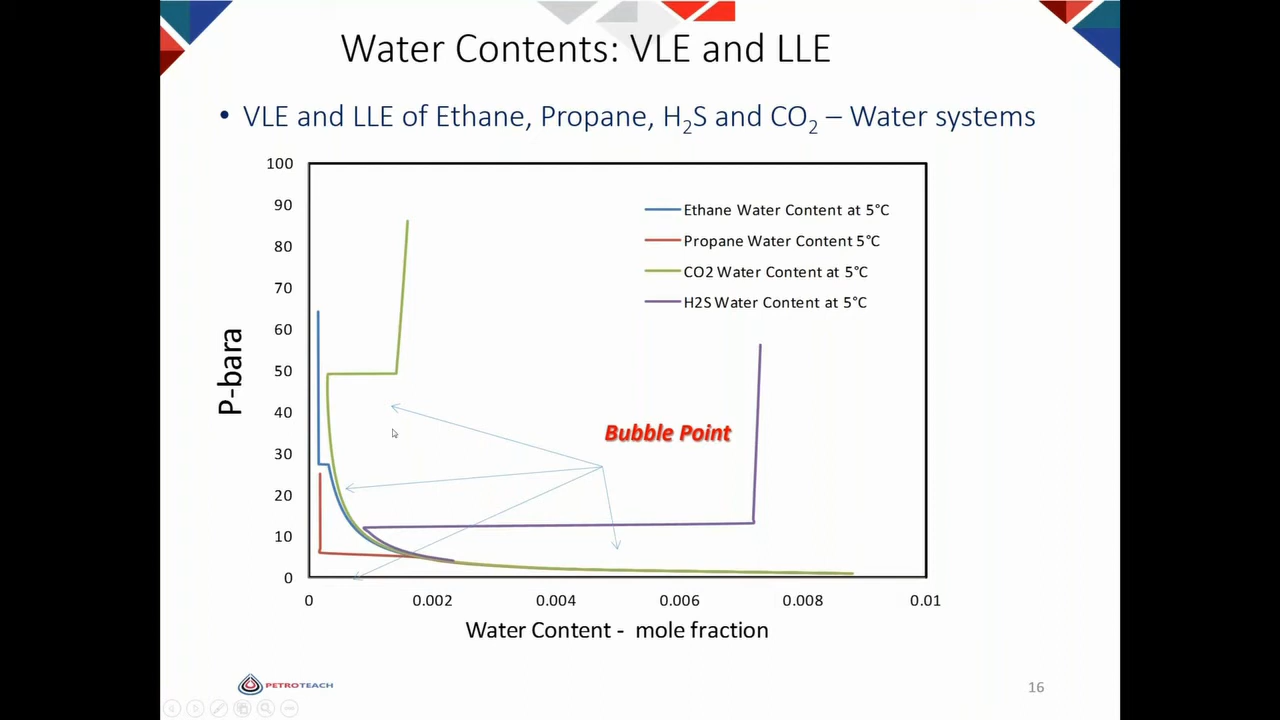 Water Contents: VLE and LLE
• VLE and LLE of Ethane, Propane, H₂S and CO₂ – Water systems
100
90
80
70
60
50
40
30
20
10
0
P-bara
Ethane Water Content at 5°C
Propane Water Content 5°C
CO2 Water Content at 5°C
H2S Water Content at 5°C
Bubble Point
0 0.002 0.004 0.006 0.008 0.01
Water Content - mole fraction
PETROTEACH
16